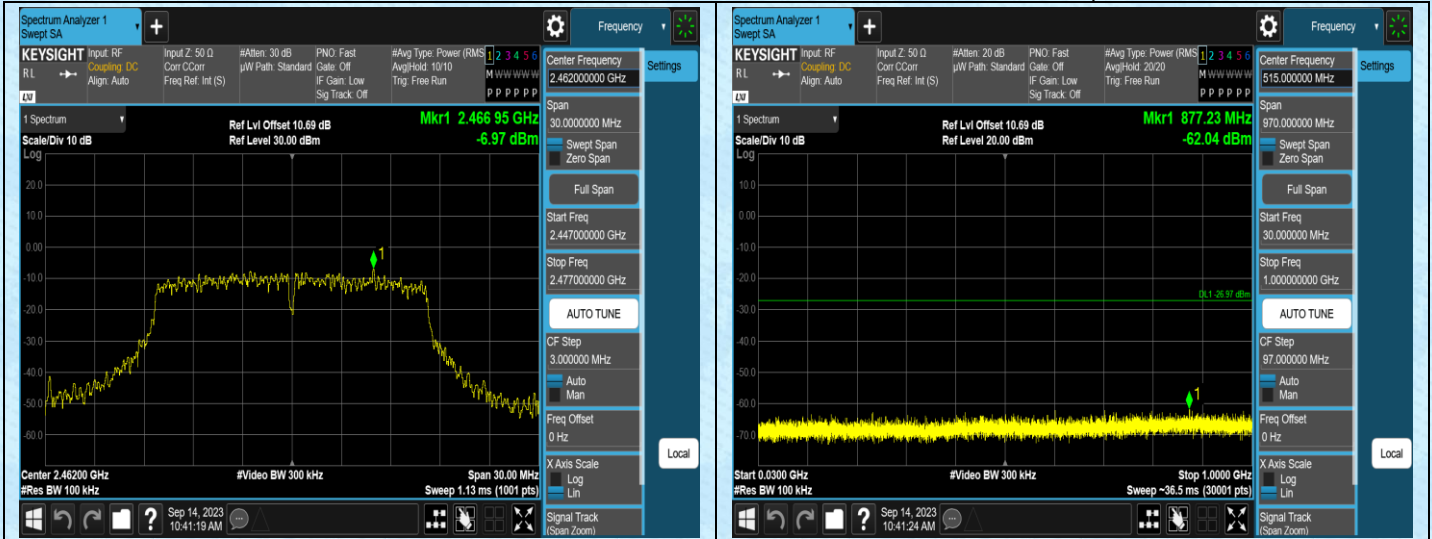 Spectrum Analyzer 1
Swept SA
Frequency
KEYSIGHT
R L
LXI
Input: RF
Coupling: DC
Align: Auto
Input Z: 50 Ω
Corr CCorr
Freq Ref: Int (S)
#Atten: 30 dB
µW Path: Standard
PNO: Fast
Gate: Off
IF Gain: Low
Sig Track: Off
#Avg Type: Power (RMS
Avg|Hold: 10/10
Trig: Free Run
1 2 3 4 5 6
M W W W W W
P P P P P P
Center Frequency
2.462000000 GHz
Settings
1 Spectrum
Scale/Div 10 dB
Log
Ref Lvl Offset 10.69 dB
Ref Level 30.00 dBm
Mkr1 2.466 95 GHz
-6.97 dBm
Span
30.0000000 MHz
Swept Span
Zero Span
Full Span
Start Freq
2.447000000 GHz
Stop Freq
2.477000000 GHz
AUTO TUNE
CF Step
3.000000 MHz
Auto
Man
Freq Offset
0 Hz
X Axis Scale
Log
Lin
Signal Track
(Span Zoom)
Local
20.0
10.0
0.00
-10.0
-20.0
-30.0
-40.0
-50.0
-60.0
1
Center 2.46200 GHz
#Res BW 100 kHz
#Video BW 300 kHz
Span 30.00 MHz
Sweep 1.13 ms (1001 pts)
?
Sep 14, 2023
10:41:19 AM
Spectrum Analyzer 1
Swept SA
Frequency
KEYSIGHT
R L
LXI
Input: RF
Coupling: DC
Align: Auto
Input Z: 50 Ω
Corr CCorr
Freq Ref: Int (S)
#Atten: 20 dB
µW Path: Standard
PNO: Fast
Gate: Off
IF Gain: Low
Sig Track: Off
#Avg Type: Power (RMS
Avg|Hold: 20/20
Trig: Free Run
1 2 3 4 5 6
M W W W W W
P P P P P P
Center Frequency
515.000000 MHz
Settings
1 Spectrum
Scale/Div 10 dB
Log
Ref Lvl Offset 10.69 dB
Ref Level 20.00 dBm
Mkr1 877.23 MHz
-62.04 dBm
Span
970.000000 MHz
Swept Span
Zero Span
Full Span
Start Freq
30.000000 MHz
Stop Freq
1.000000000 GHz
AUTO TUNE
CF Step
97.000000 MHz
Auto
Man
Freq Offset
0 Hz
X Axis Scale
Log
Lin
Signal Track
(Span Zoom)
Local
10.0
0.00
-10.0
-20.0
-30.0
-40.0
-50.0
-60.0
-70.0
DL1 -26.97 dBm
1
Start 0.0300 GHz
#Res BW 100 kHz
#Video BW 300 kHz
Stop 1.0000 GHz
Sweep ~36.5 ms (30001 pts)
?
Sep 14, 2023
10:41:24 AM